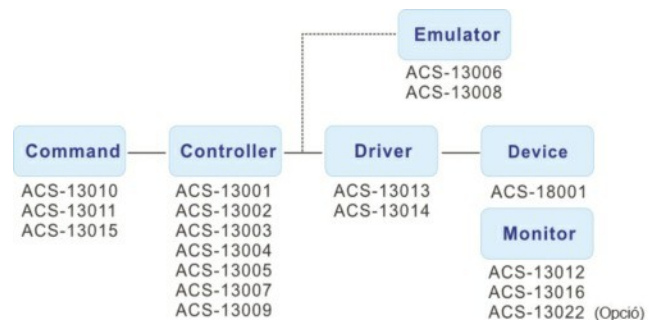 Emulator
ACS-13006
ACS-13008
Command
ACS-13010
ACS-13011
ACS-13015
Controller
ACS-13001
ACS-13002
ACS-13003
ACS-13004
ACS-13005
ACS-13007
ACS-13009
Driver
ACS-13013
ACS-13014
Device
ACS-18001
Monitor
ACS-13012
ACS-13016
ACS-13022 (Opció)